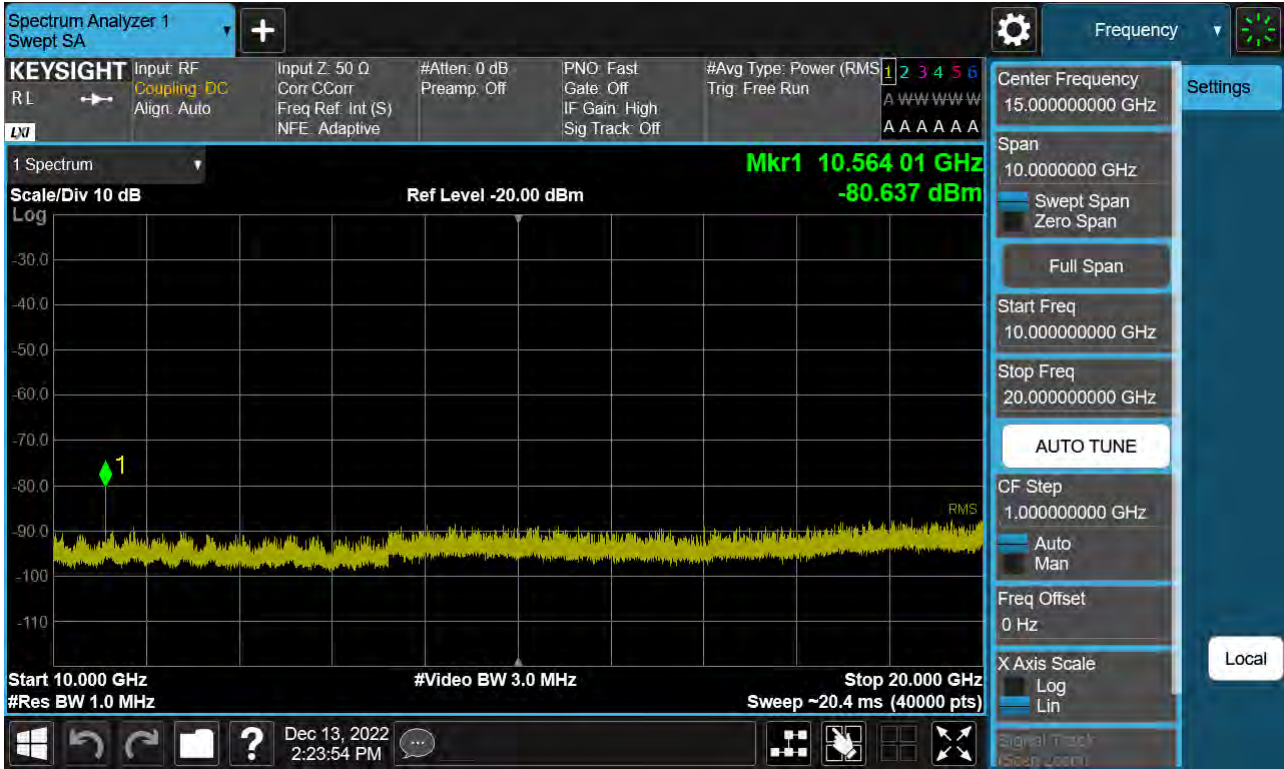 Spectrum Analyzer 1
Swept SA
+
Frequency
KEYSIGHT
R L
LXI
Input: RF
Coupling: DC
Align: Auto
Input Z: 50 Ω
Corr CCorr
Freq Ref: Int (S)
NFE: Adaptive
#Atten: 0 dB
Preamp: Off
PNO: Fast
Gate: Off
IF Gain: High
Sig Track: Off
#Avg Type: Power (RMS
Trig: Free Run
1 2 3 4 5 6
A W W W W W
A A A A A A
1 Spectrum
Scale/Div 10 dB
Log
Ref Level -20.00 dBm
Mkr1 10.564 01 GHz
-80.637 dBm
-30.0
-40.0
-50.0
-60.0
-70.0
-80.0
-90.0
-100
-110
1
RMS
Start 10.000 GHz
#Res BW 1.0 MHz
#Video BW 3.0 MHz
Stop 20.000 GHz
Sweep ~20.4 ms (40000 pts)
Center Frequency
15.000000000 GHz
Span
10.0000000 GHz
Swept Span
Zero Span
Full Span
Start Freq
10.000000000 GHz
Stop Freq
20.000000000 GHz
AUTO TUNE
CF Step
1.000000000 GHz
Auto
Man
Freq Offset
0 Hz
X Axis Scale
Log
Lin
Signal Track
(Span Zoom)
Settings
Local
?
Dec 13, 2022
2:23:54 PM